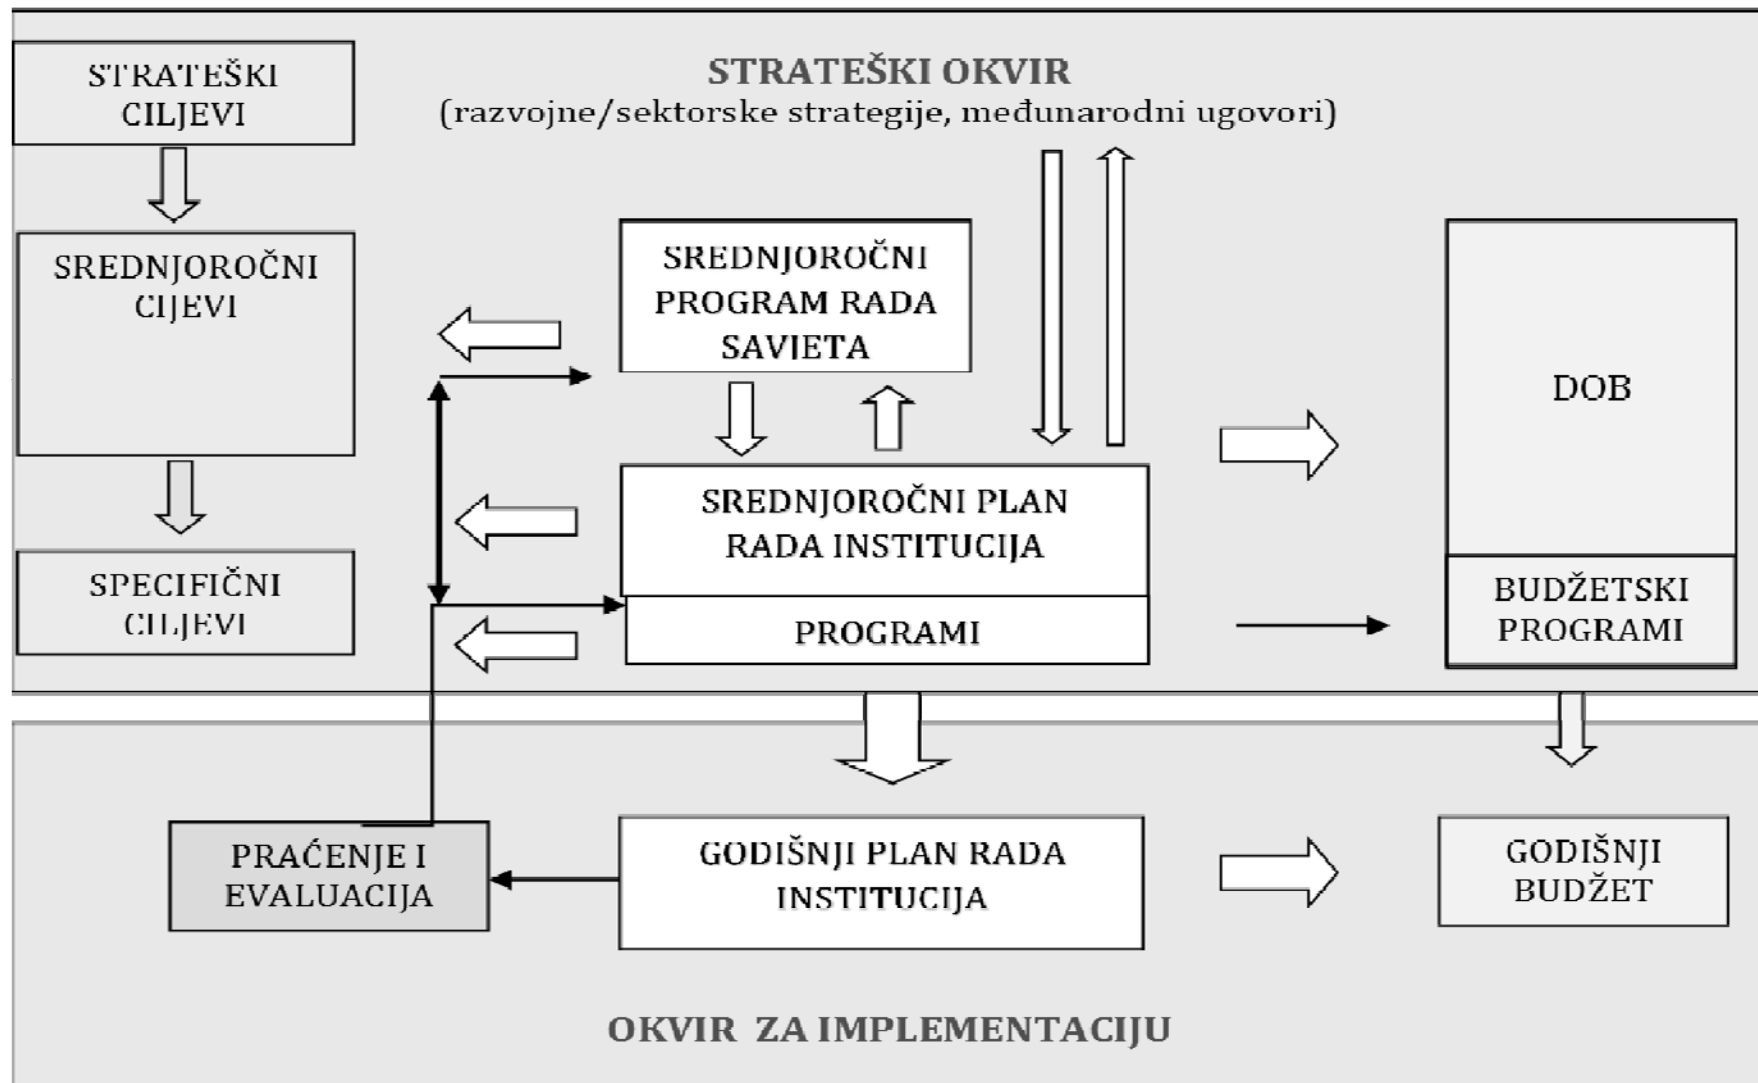 STRATEŠKI
CILJEVI
STRATEŠKI OKVIR
(razvojne/sektorske strategije, međunarodni ugovori)
SREDNJOROČNI
CIJEVI
SREDNJOROČNI
PROGRAM RADA
SAVJETA
DOB
SREDNJOROČNI PLAN
RADA INSTITUCIJA
SPECIFIČNI
CILJEVI
PROGRAMI
BUDŽETSKI
PROGRAMI
PRAĆENJE I
EVALUACIJA
GODIŠNJI PLAN RADA
INSTITUCIJA
GODIŠNJI
BUDŽET
OKVIR ZA IMPLEMENTACIJU